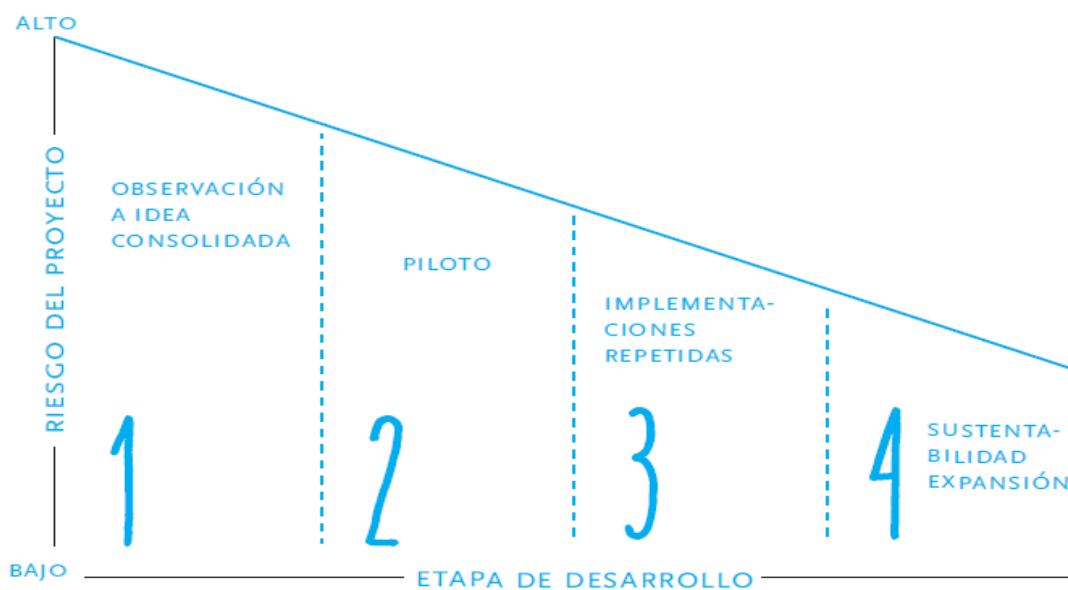 ALTO
RIESGO DEL PROYECTO
OBSERVACIÓN
A IDEA
CONSOLIDADA
PILOTO
IMPLEMENTA-
CIONES
REPETIDAS
1
2
3
4
SUSTENTA-
BILIDAD
EXPANSIÓN
BAJO
ETAPA DE DESARROLLO